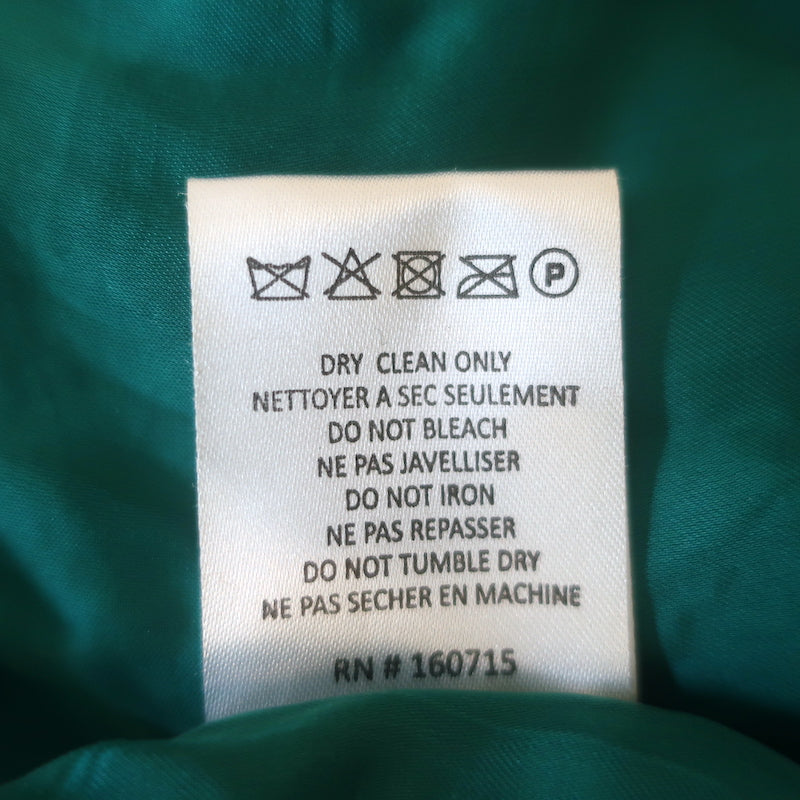 P
DRY CLEAN ONLY
NETTOYER A SEC SEULEMENT
DO NOT BLEACH
NE PAS JAVELLISER
DO NOT IRON
NE PAS REPASSER
DO NOT TUMBLE DRY
NE PAS SECHER EN MACHINE
RN # 160715